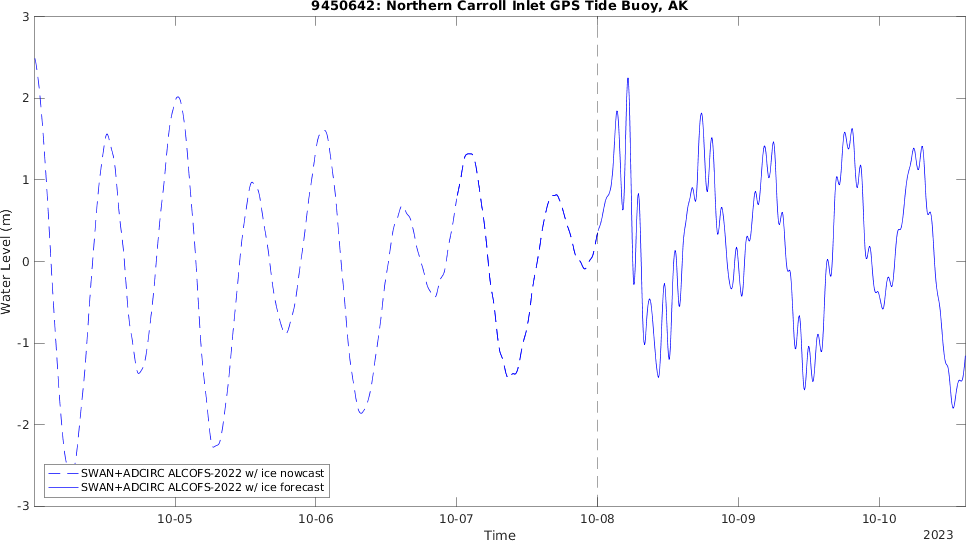 9450642: Northern Carroll Inlet GPS Tide Buoy, AK
3
2
1
0
-1
-2
-3
Water Level (m)
SWAN+ADCIRC ALCOFS-2022 w/ ice nowcast
SWAN+ADCIRC ALCOFS-2022 w/ ice forecast
10-05 10-06 10-07 10-08 10-09 10-10
Time
2023